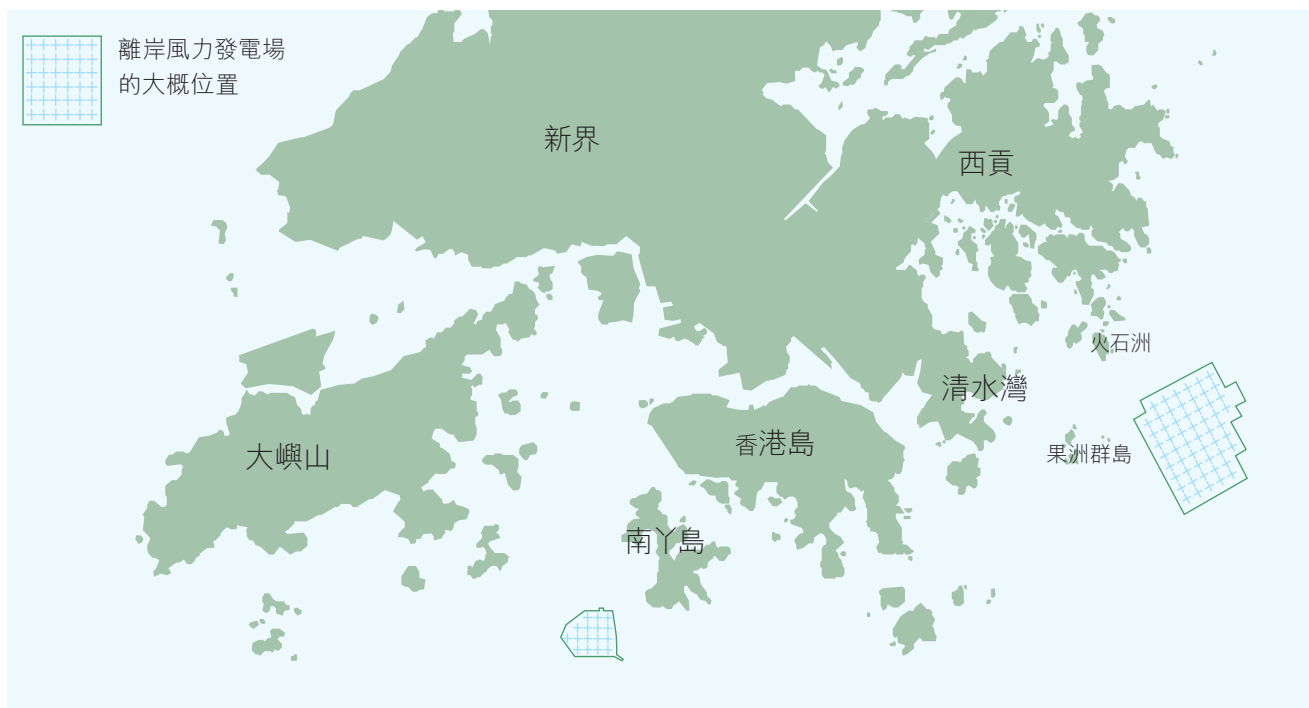 離岸風力發電場
的大概位置
新界
西貢
火石洲
清水灣
香港島
果洲群島
大嶼山
南丫島